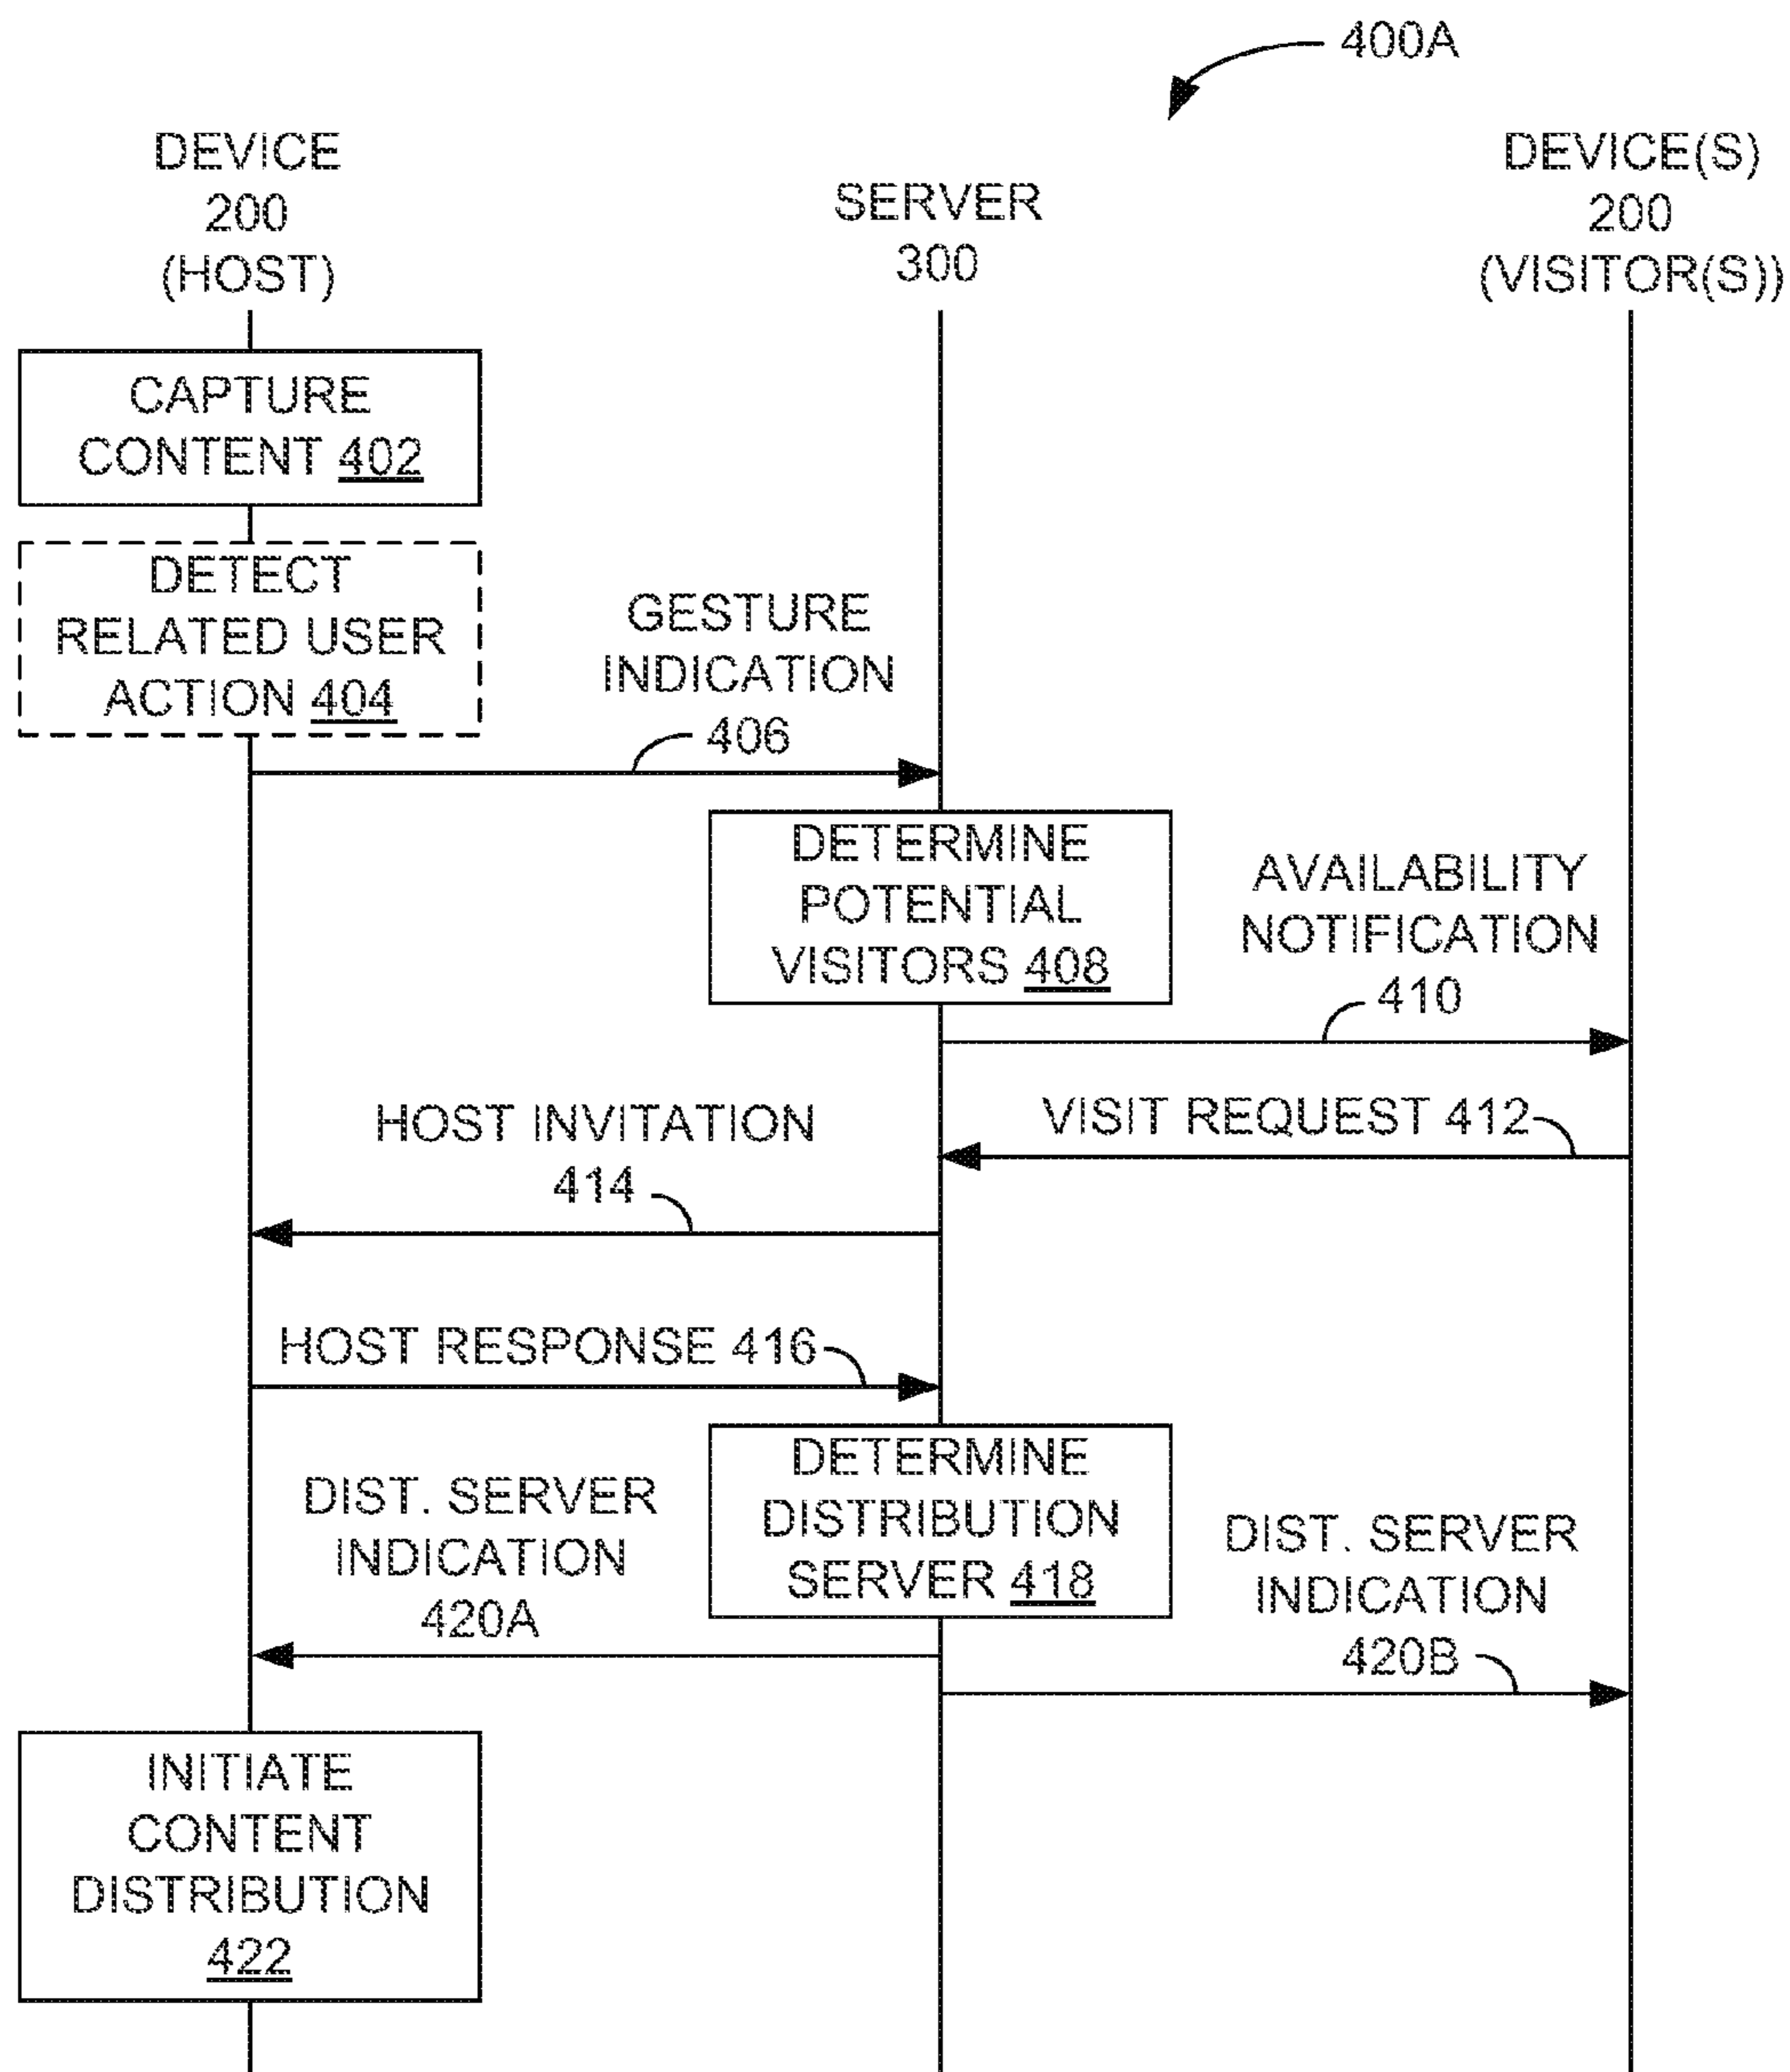 400A
DEVICE
200
(HOST)
SERVER
300
DEVICE(S)
200
(VISITOR(S))
CAPTURE
CONTENT 402
DETECT
RELATED USER
ACTION 404
GESTURE
INDICATION
406
DETERMINE
POTENTIAL
VISITORS 408
AVAILABILITY
NOTIFICATION
410
VISIT REQUEST 412
HOST INVITATION
414
HOST RESPONSE 416
DETERMINE
DISTRIBUTION
SERVER 418
DIST. SERVER
INDICATION
420A
DIST. SERVER
INDICATION
420B
INITIATE
CONTENT
DISTRIBUTION
422